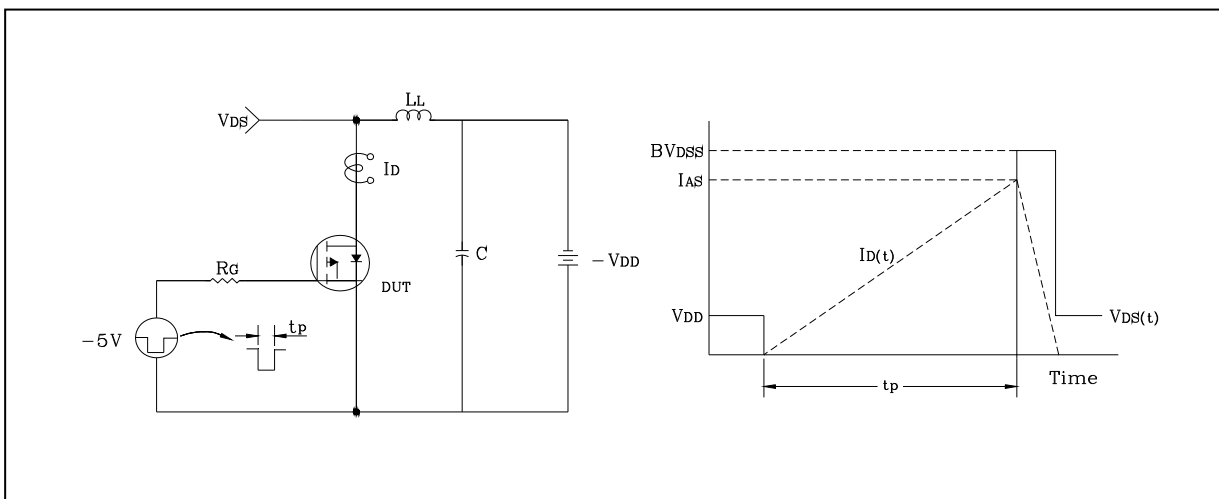 LL
VDS
ID
RG
DUT
C
−VDD
−5V
tp
BVDSS
IAS
ID(t)
VDD
VDS(t)
tp
Time